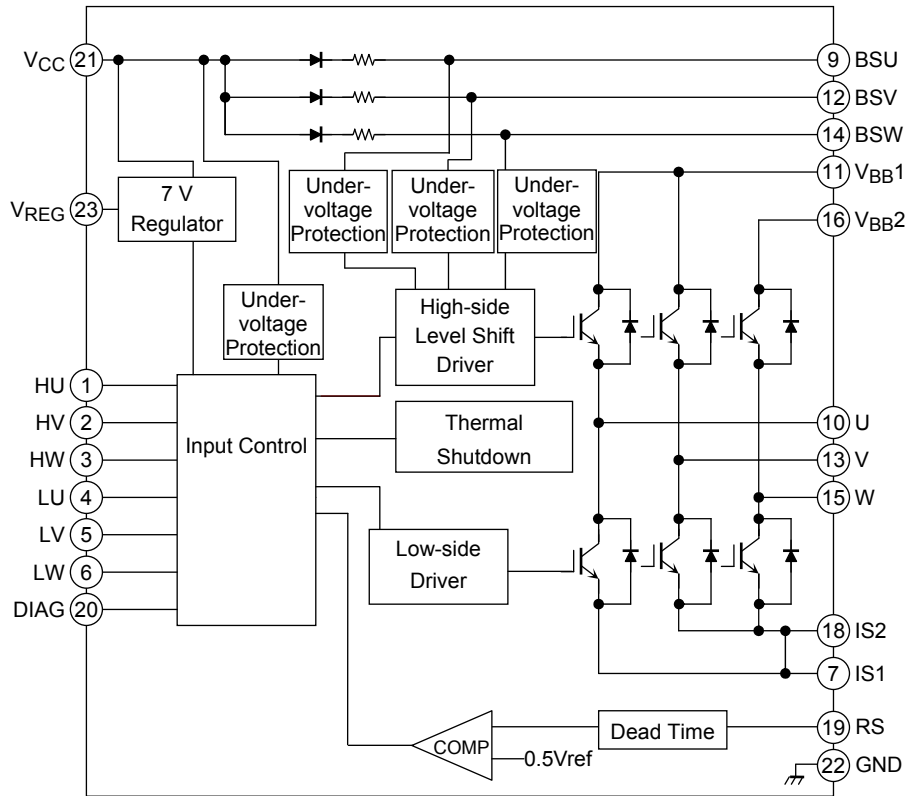 VCC 21
9 BSU
12 BSV
14 BSW
11 VBB1
16 VBB2
VREG 23
7 V
Regulator
Under-
voltage
Protection
Under-
voltage
Protection
Under-
voltage
Protection
Under-
voltage
Protection
High-side
Level Shift
Driver
HU 1
HV 2
HW 3
LU 4
LV 5
LW 6
DIAG 20
Input Control
Thermal
Shutdown
Low-side
Driver
10 U
13 V
15 W
18 IS2
7 IS1
19 RS
22 GND
Dead Time
COMP
0.5Vref